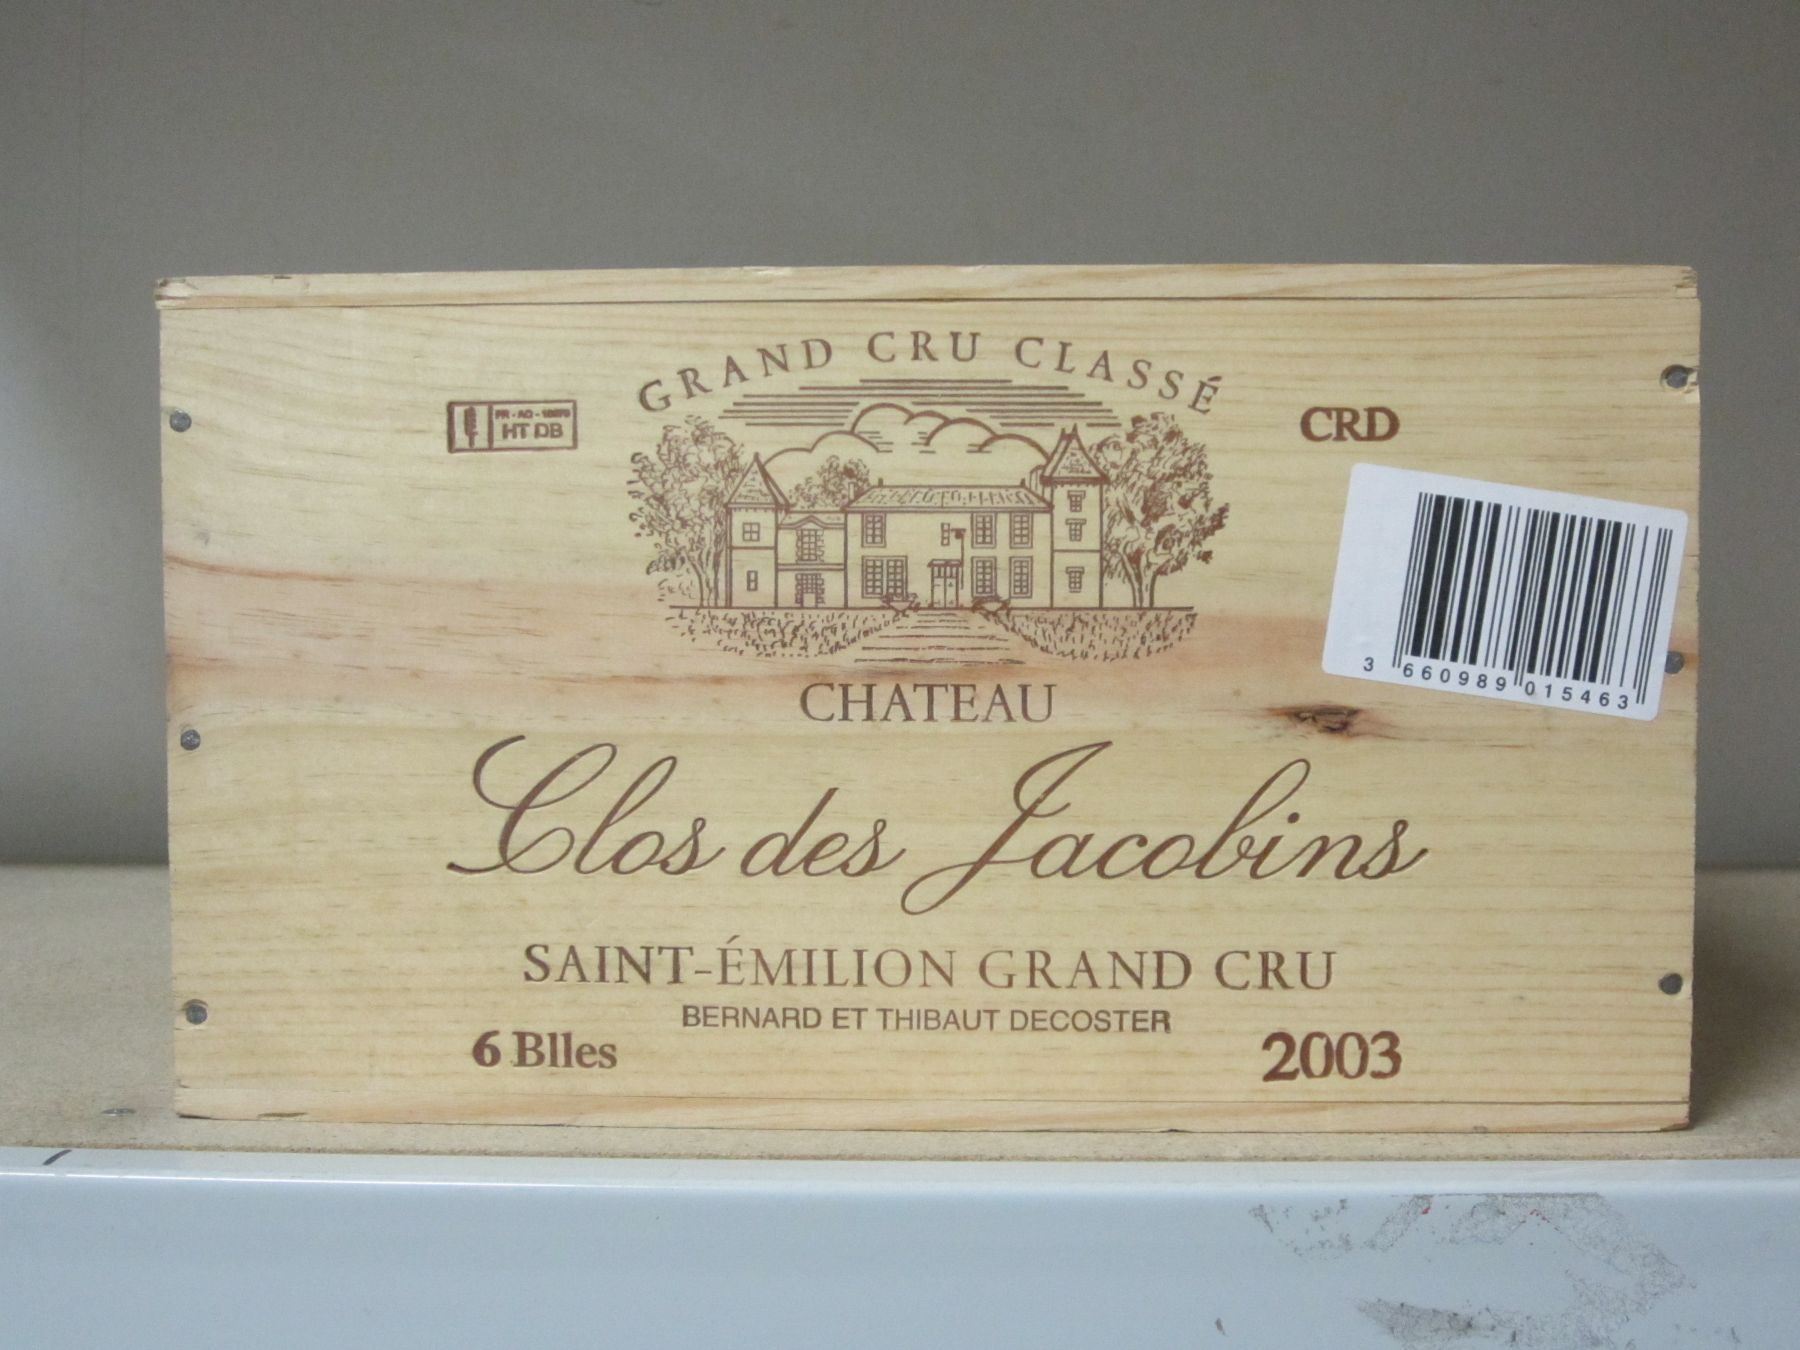 GRAND CRU CLASSÉ
HT DB
CRD
3 660989 015463
CHATEAU
Clos des Jacobins
SAINT-ÉMILION GRAND CRU
BERNARD ET THIBAUT DECOSTER
6 Blles
2003